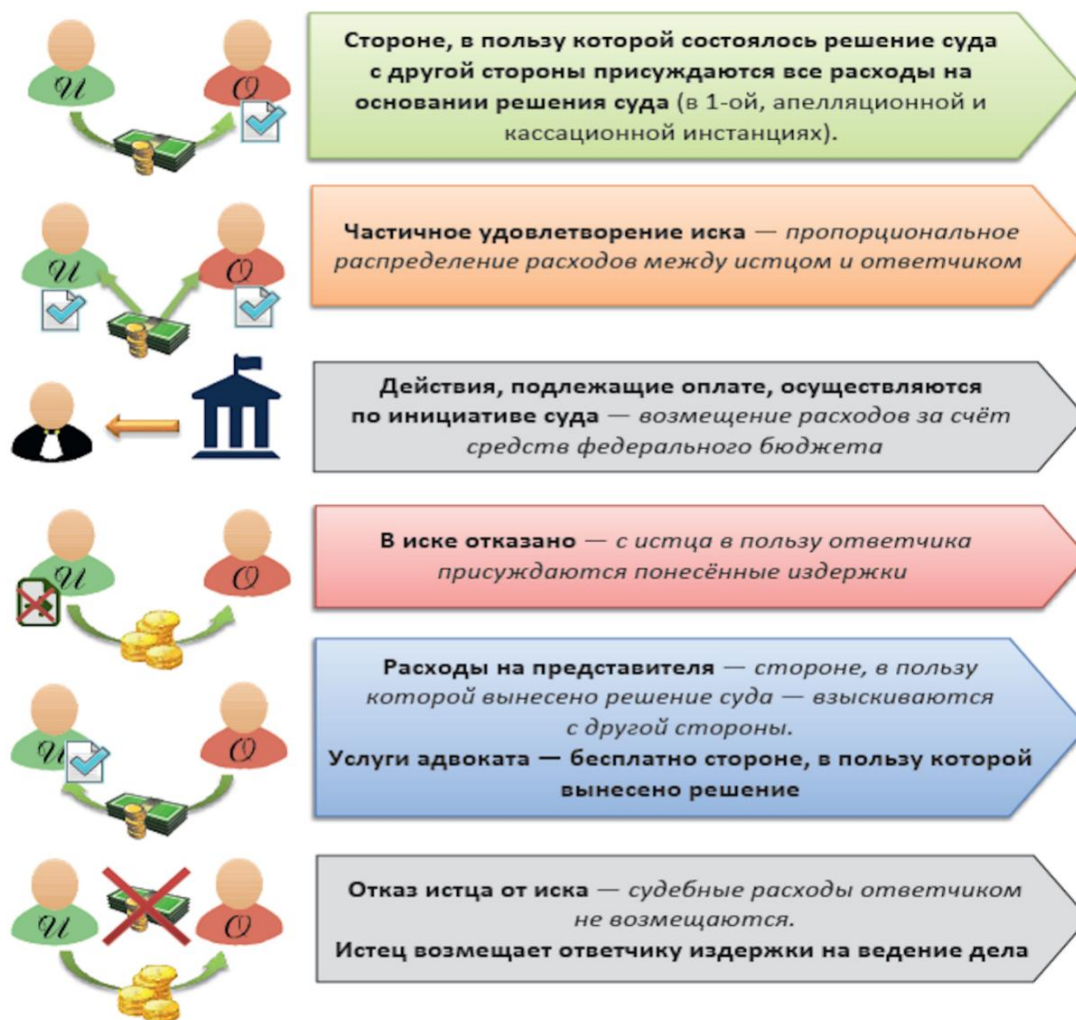 И
О
Стороне, в пользу которой состоялось решение суда
с другой стороны присуждаются все расходы на
основании решения суда (в 1-ой, апелляционной и
кассационной инстанциях).
И
О
Частичное удовлетворение иска — пропорциональное
распределение расходов между истцом и ответчиком
Действия, подлежащие оплате, осуществляются
по инициативе суда — возмещение расходов за счёт
средств федерального бюджета
И
О
В иске отказано — с истца в пользу ответчика
присуждаются понесённые издержки
И
О
Расходы на представителя — стороне, в пользу
которой вынесено решение суда — взыскиваются
с другой стороны.
Услуги адвоката — бесплатно стороне, в пользу которой
вынесено решение
И
О
Отказ истца от иска — судебные расходы ответчиком
не возмещаются.
Истец возмещает ответчику издержки на ведение дела